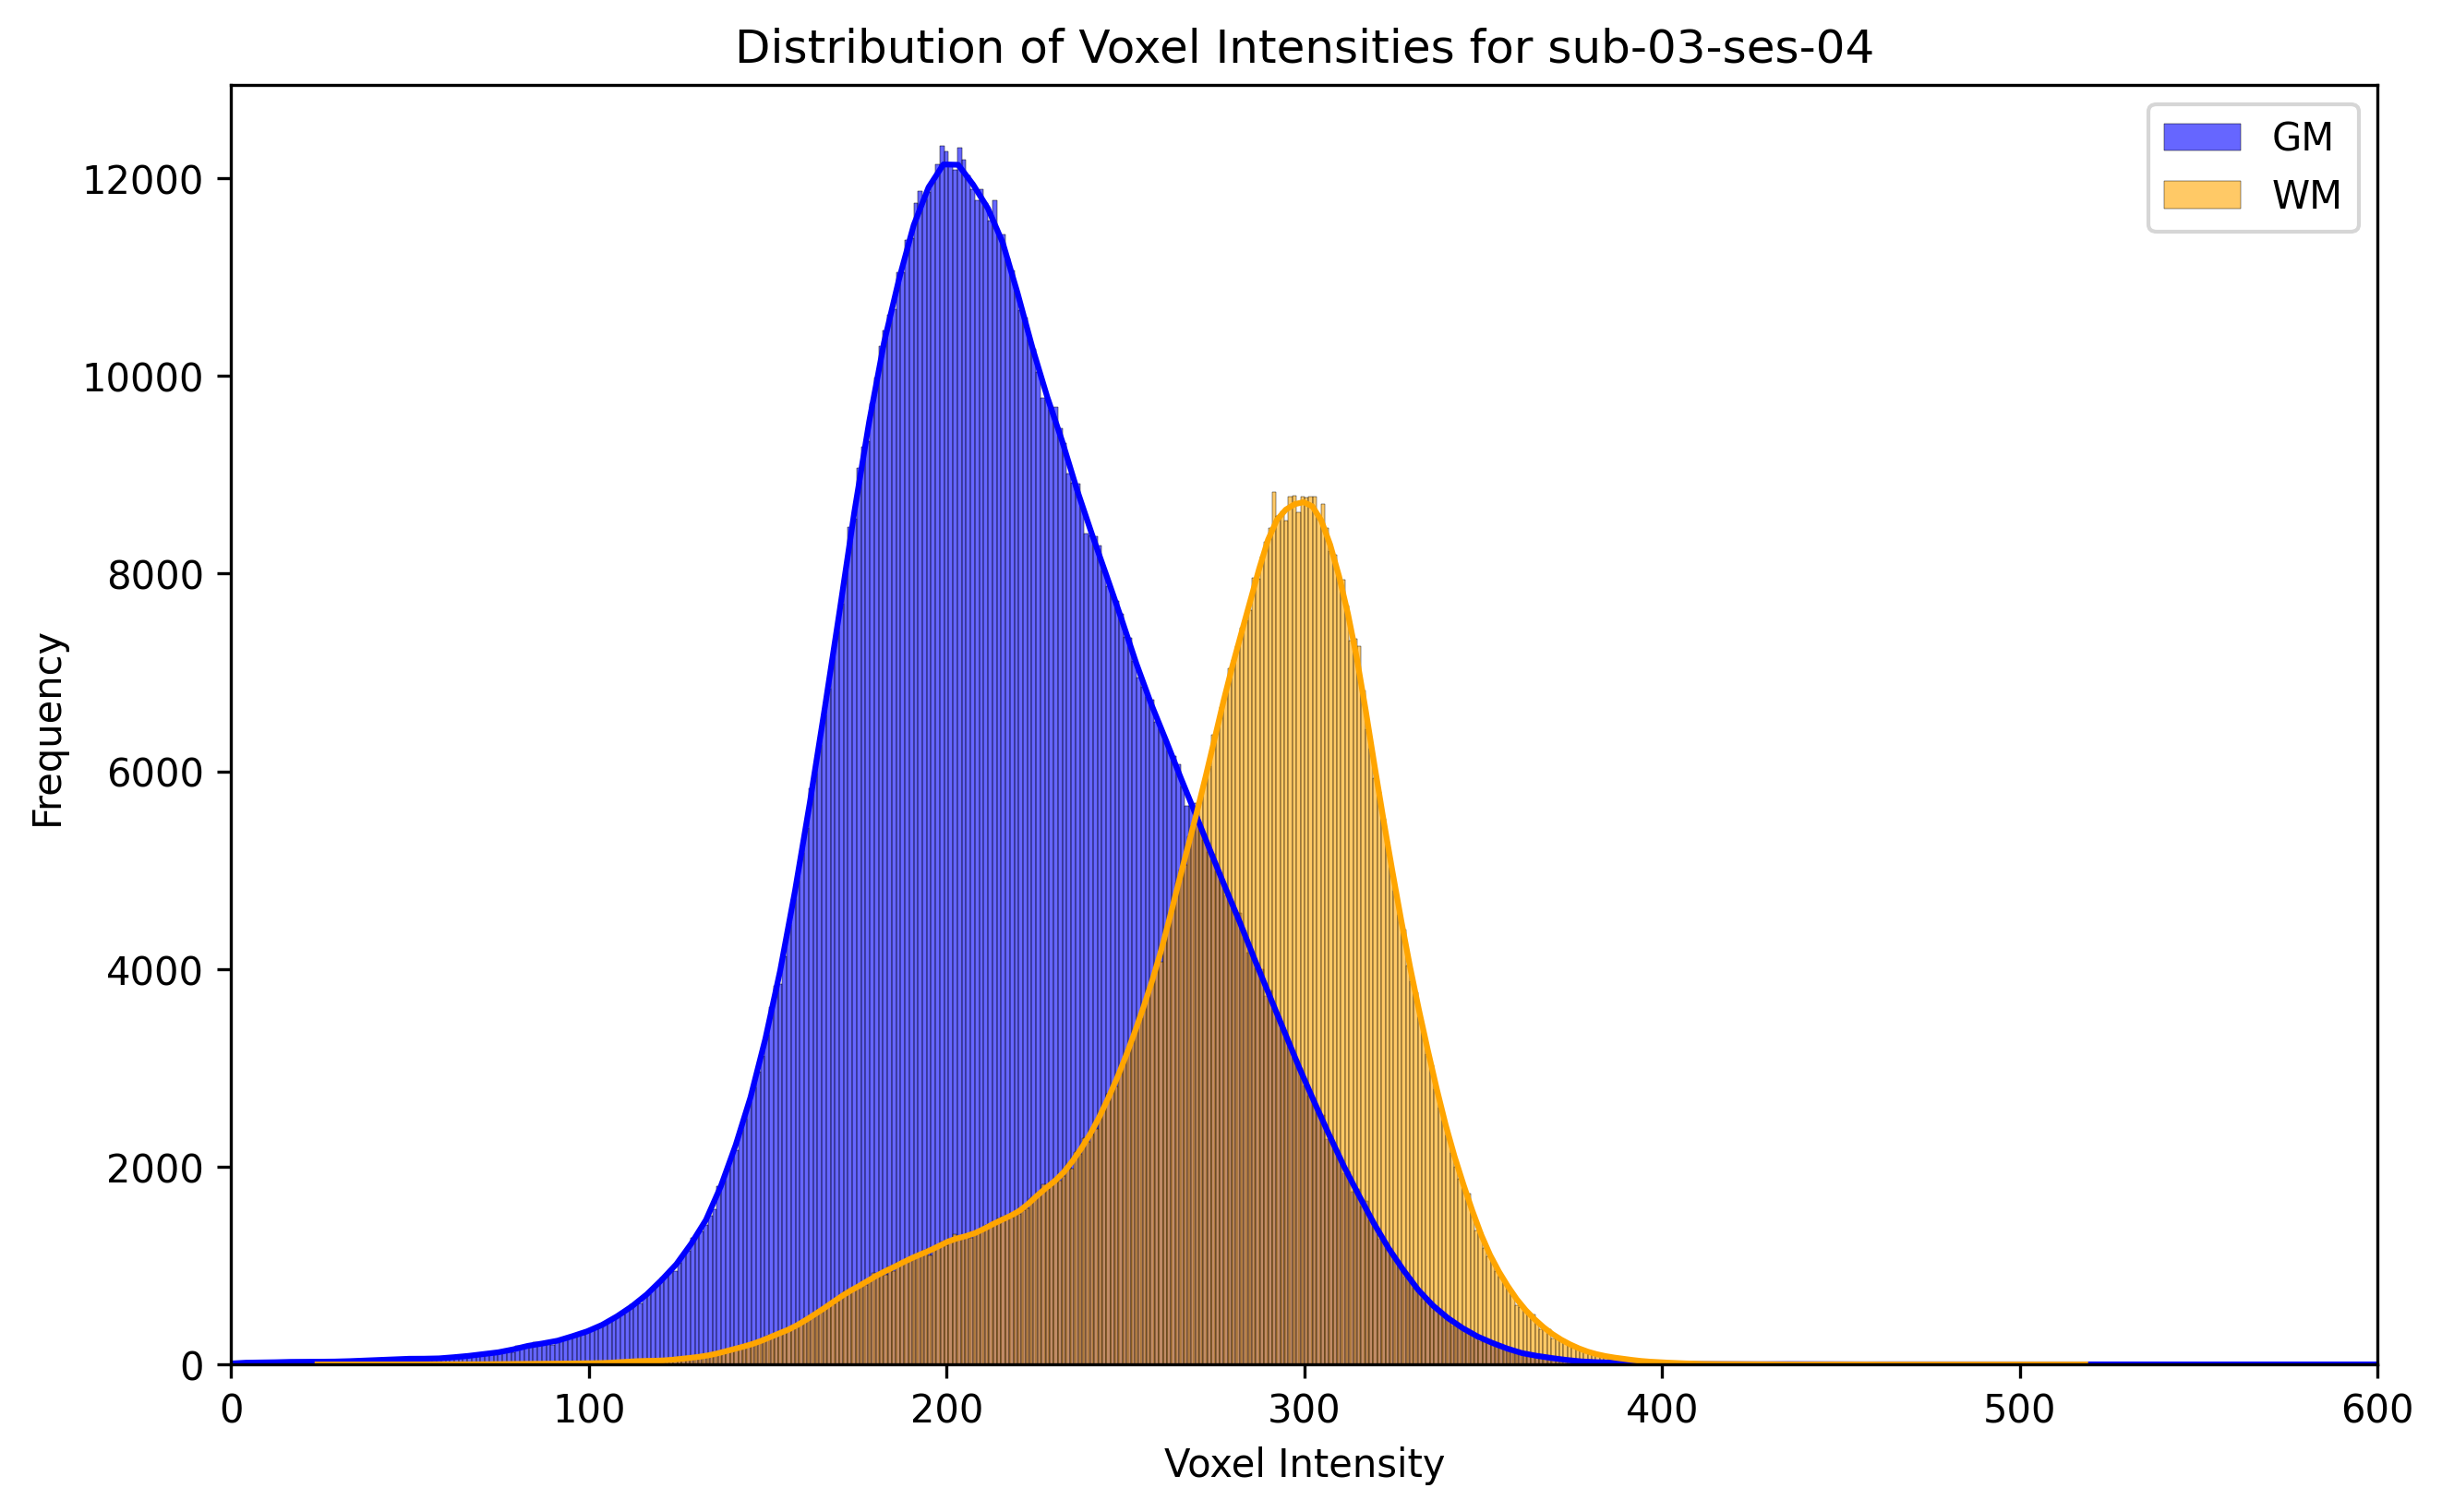 Distribution of Voxel Intensities for sub-03-ses-04
GM
WM
12000
10000
8000
6000
4000
2000
0
Frequency
0 100 200 300 400 500 600
Voxel Intensity